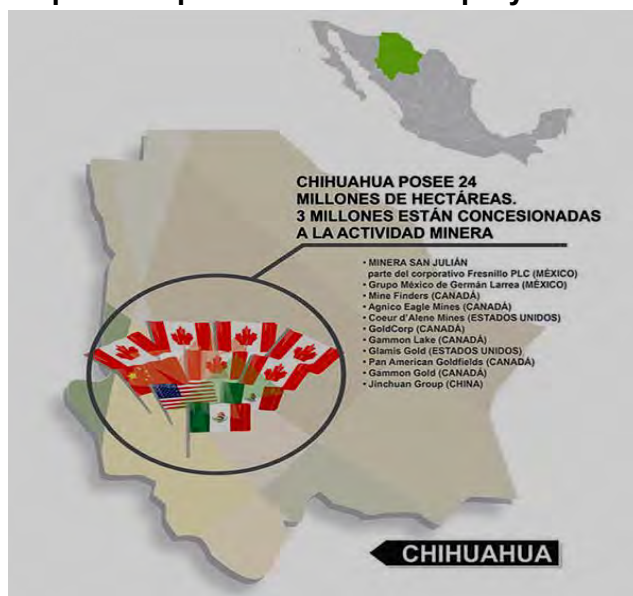 CHIHUAHUA POSEE 24
MILLONES DE HECTÁREAS.
3 MILLONES ESTÁN CONCESIONADAS
A LA ACTIVIDAD MINERA
• MINERA SAN JULIÁN
parte del corporativo Fresnillo PLC (MÉXICO)
• Grupo México de Germán Larrea (MÉXICO)
• Mine Finders (CANADÁ)
• Agnico Eagle Mines (CANADÁ)
• Coeur d'Alene Mines (ESTADOS UNIDOS)
• GoldCorp (CANADÁ)
• Gammon Lake (CANADÁ)
• Glamis Gold (ESTADOS UNIDOS)
• Pan American Goldfields (CANADÁ)
• Gammon Gold (CANADÁ)
• Jinchuan Group (CHINA)
CHIHUAHUA